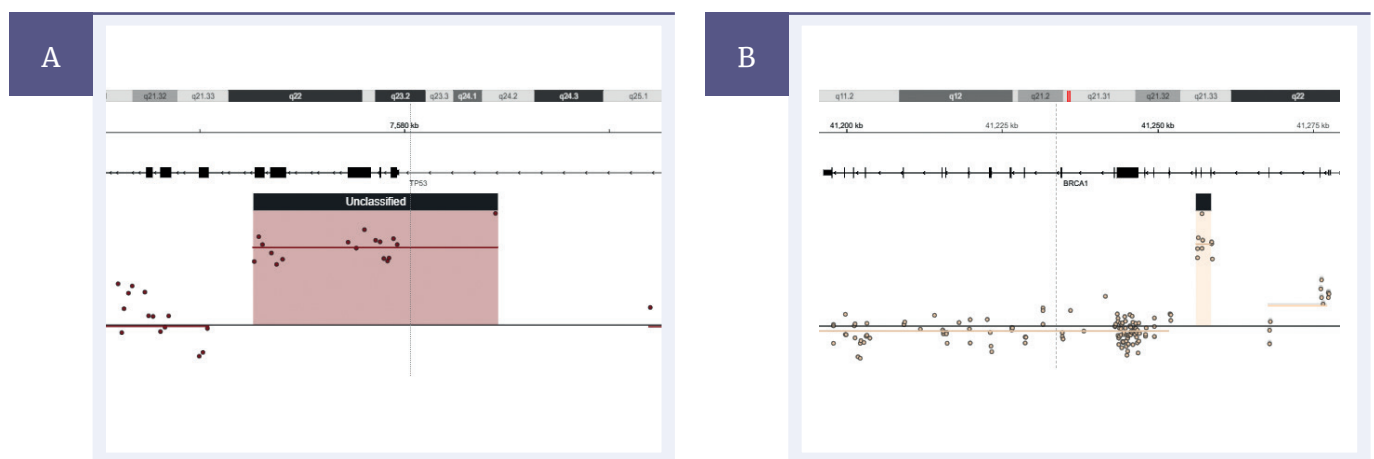 A
q21.32 q21.33 q22 q23.2 q23.3 q24.1 q24.2 q24.3 q25.1
7,580 kb
TP53
Unclassified
B
q11.2 q12 q21.2 q21.31 q21.32 q21.33 q22
41,200 kb 41,225 kb 41,250 kb 41,275 kb
BRCA1